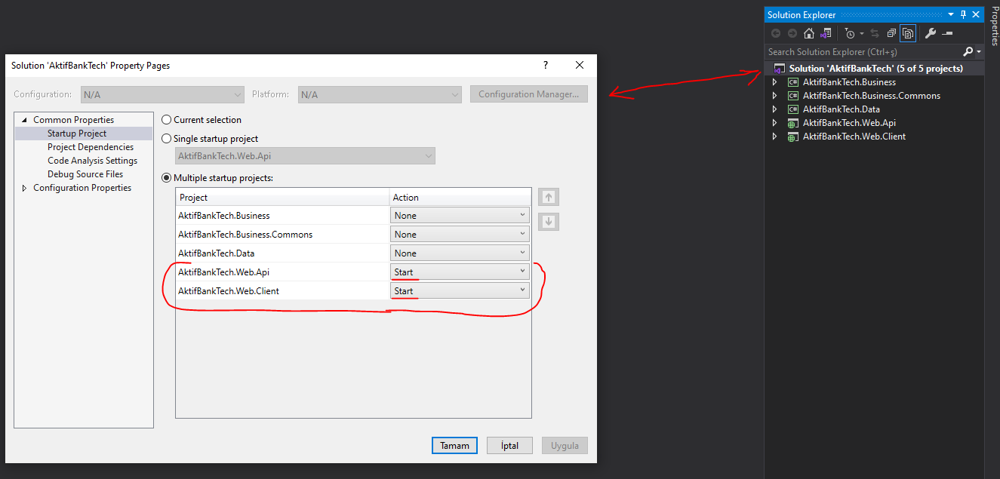 Solution 'AktifBankTech' Property Pages
?
Configuration: N/A Platform: N/A Configuration Manager...
Common Properties
Startup Project
Project Dependencies
Code Analysis Settings
Debug Source Files
Configuration Properties
Current selection
Single startup project
AktifBankTech.Web.Api
Multiple startup projects:
Project Action
AktifBankTech.Business None
AktifBankTech.Business.Commons None
AktifBankTech.Data None
AktifBankTech.Web.Api Start
AktifBankTech.Web.Client Start
Tamam İptal Uygula
Solution Explorer
Search Solution Explorer (Ctrl+ş)
Solution 'AktifBankTech' (5 of 5 projects)
C# AktifBankTech.Business
C# AktifBankTech.Business.Commons
C# AktifBankTech.Data
AktifBankTech.Web.Api
AktifBankTech.Web.Client
Properties